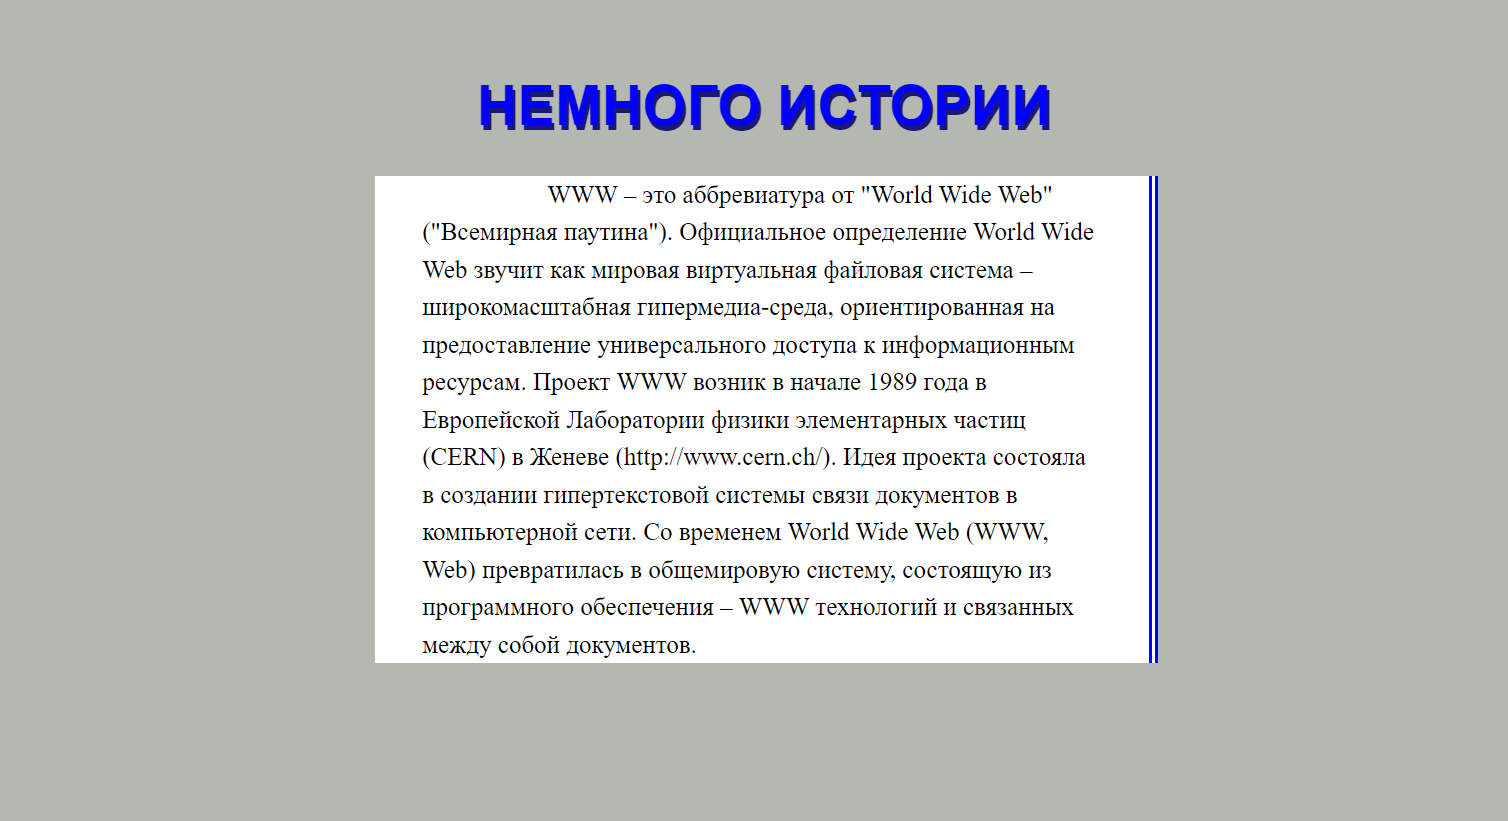 НЕМНОГО ИСТОРИИ
WWW – это аббревиатура от "World Wide Web"
("Всемирная паутина"). Официальное определение World Wide
Web звучит как мировая виртуальная файловая система –
широкомасштабная гипермедиа-среда, ориентированная на
предоставление универсального доступа к информационным
ресурсам. Проект WWW возник в начале 1989 года в
Европейской Лаборатории физики элементарных частиц
(CERN) в Женеве (http://www.cern.ch/). Идея проекта состояла
в создании гипертекстовой системы связи документов в
компьютерной сети. Со временем World Wide Web (WWW,
Web) превратилась в общемировую систему, состоящую из
программного обеспечения – WWW технологий и связанных
между собой документов.